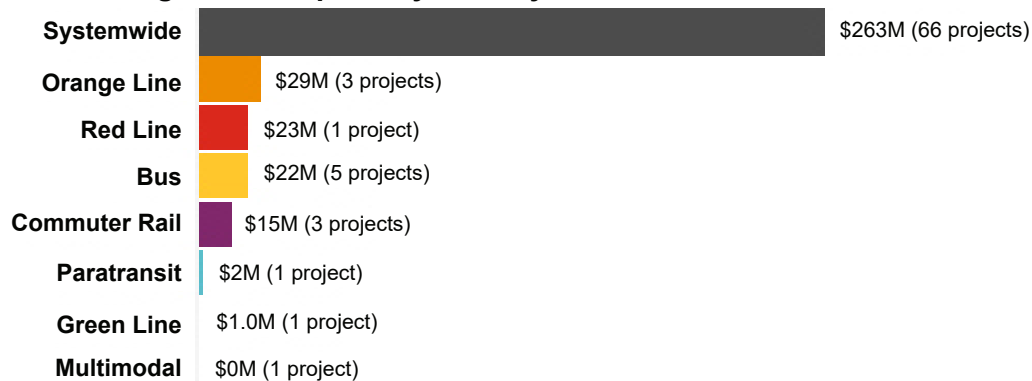 Systemwide $263M (66 projects)
Orange Line $29M (3 projects)
Red Line $23M (1 project)
Bus $22M (5 projects)
Commuter Rail $15M (3 projects)
Paratransit $2M (1 project)
Green Line $1.0M (1 project)
Multimodal $0M (1 project)